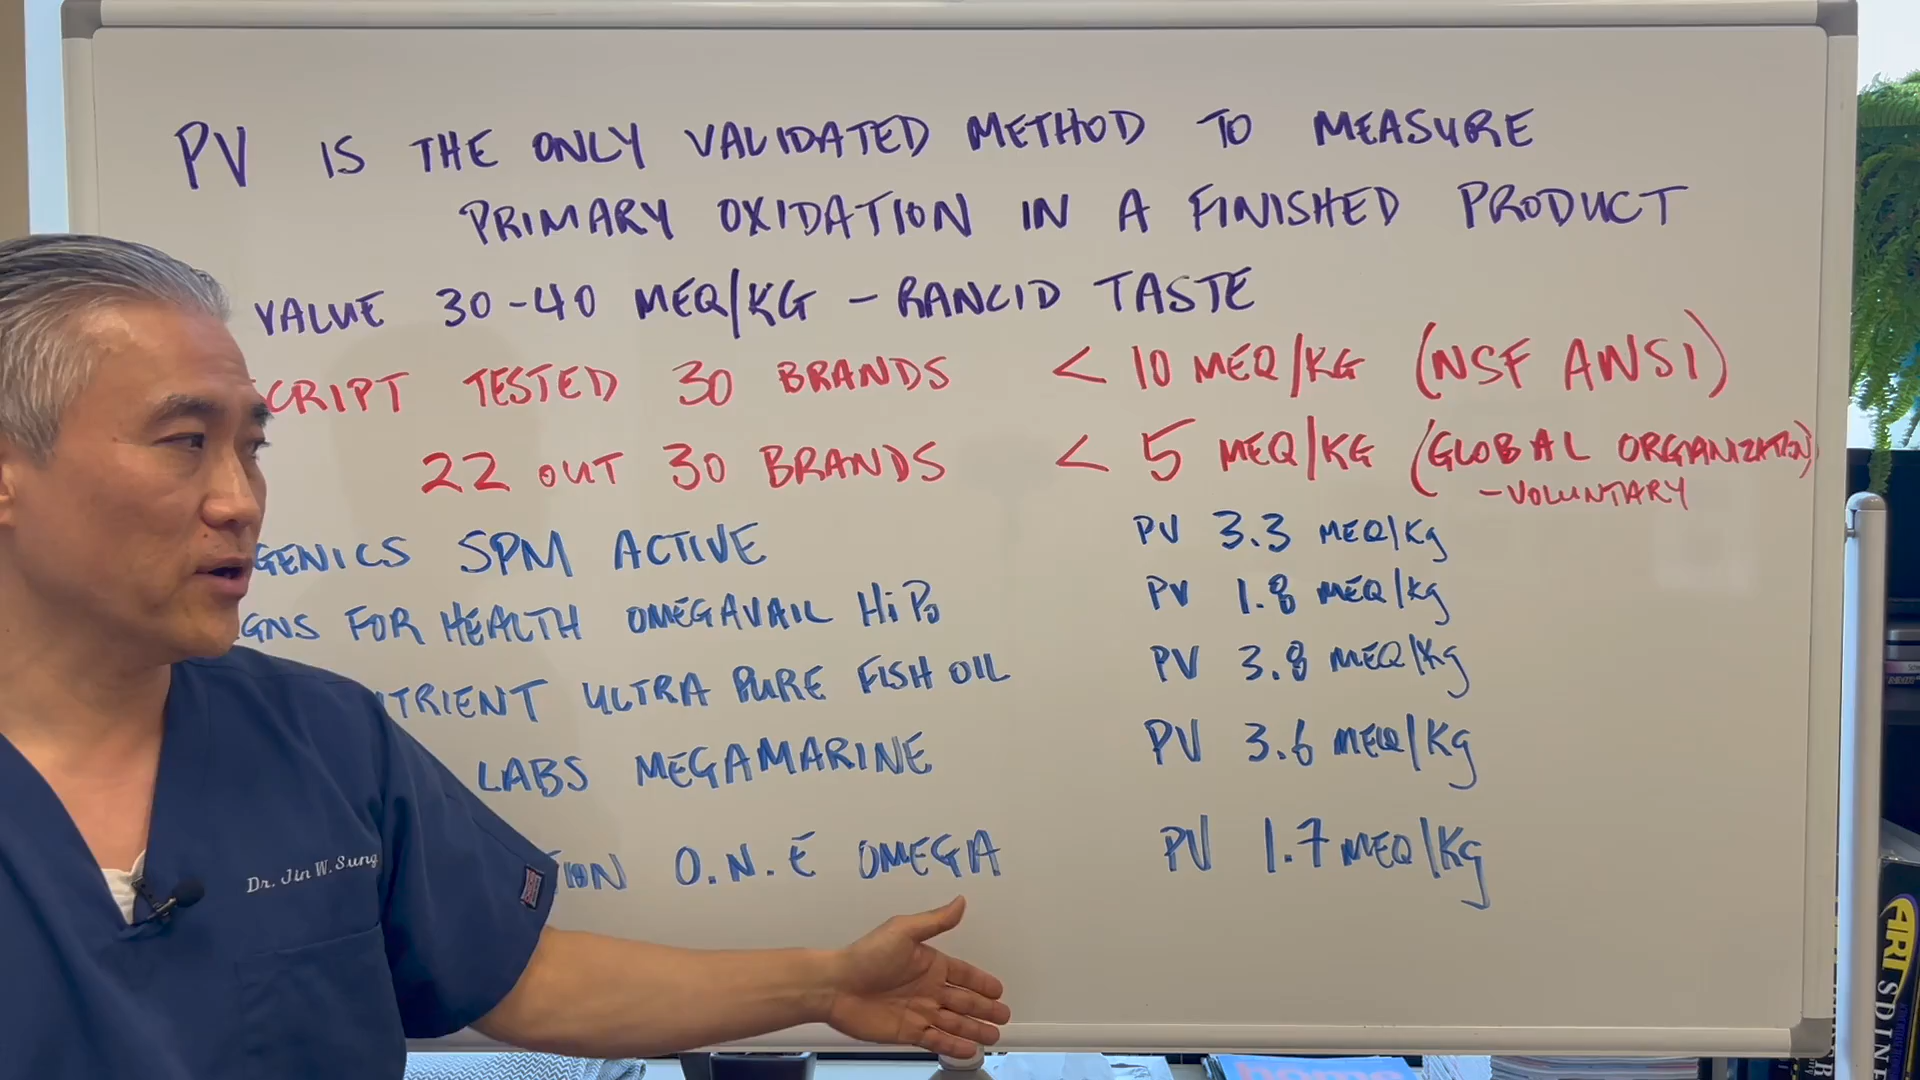 PV IS THE ONLY VALIDATED METHOD TO MEASURE
PRIMARY OXIDATION IN A FINISHED PRODUCT
VALUE 30-40 MEQ/KG - RANCID TASTE
CRIPT TESTED 30 BRANDS < 10 MEQ/KG (NSF ANSI)
22 OUT 30 BRANDS < 5 MEQ/KG (GLOBAL ORGANIZATION)
- VOLUNTARY
GENICS SPM ACTIVE PV 3.3 MEQ/Kg
GNS FOR HEALTH OMEGAVAIL HiPo PV 1.8 MEQ/Kg
TRIENT ULTRA PURE FISH OIL PV 3.8 MEQ/Kg
LABS MEGAMARINE PV 3.6 MEQ/Kg
TION O.N.E OMEGA PV 1.7 MEQ/Kg
Dr. Jin W. Sung
ARI